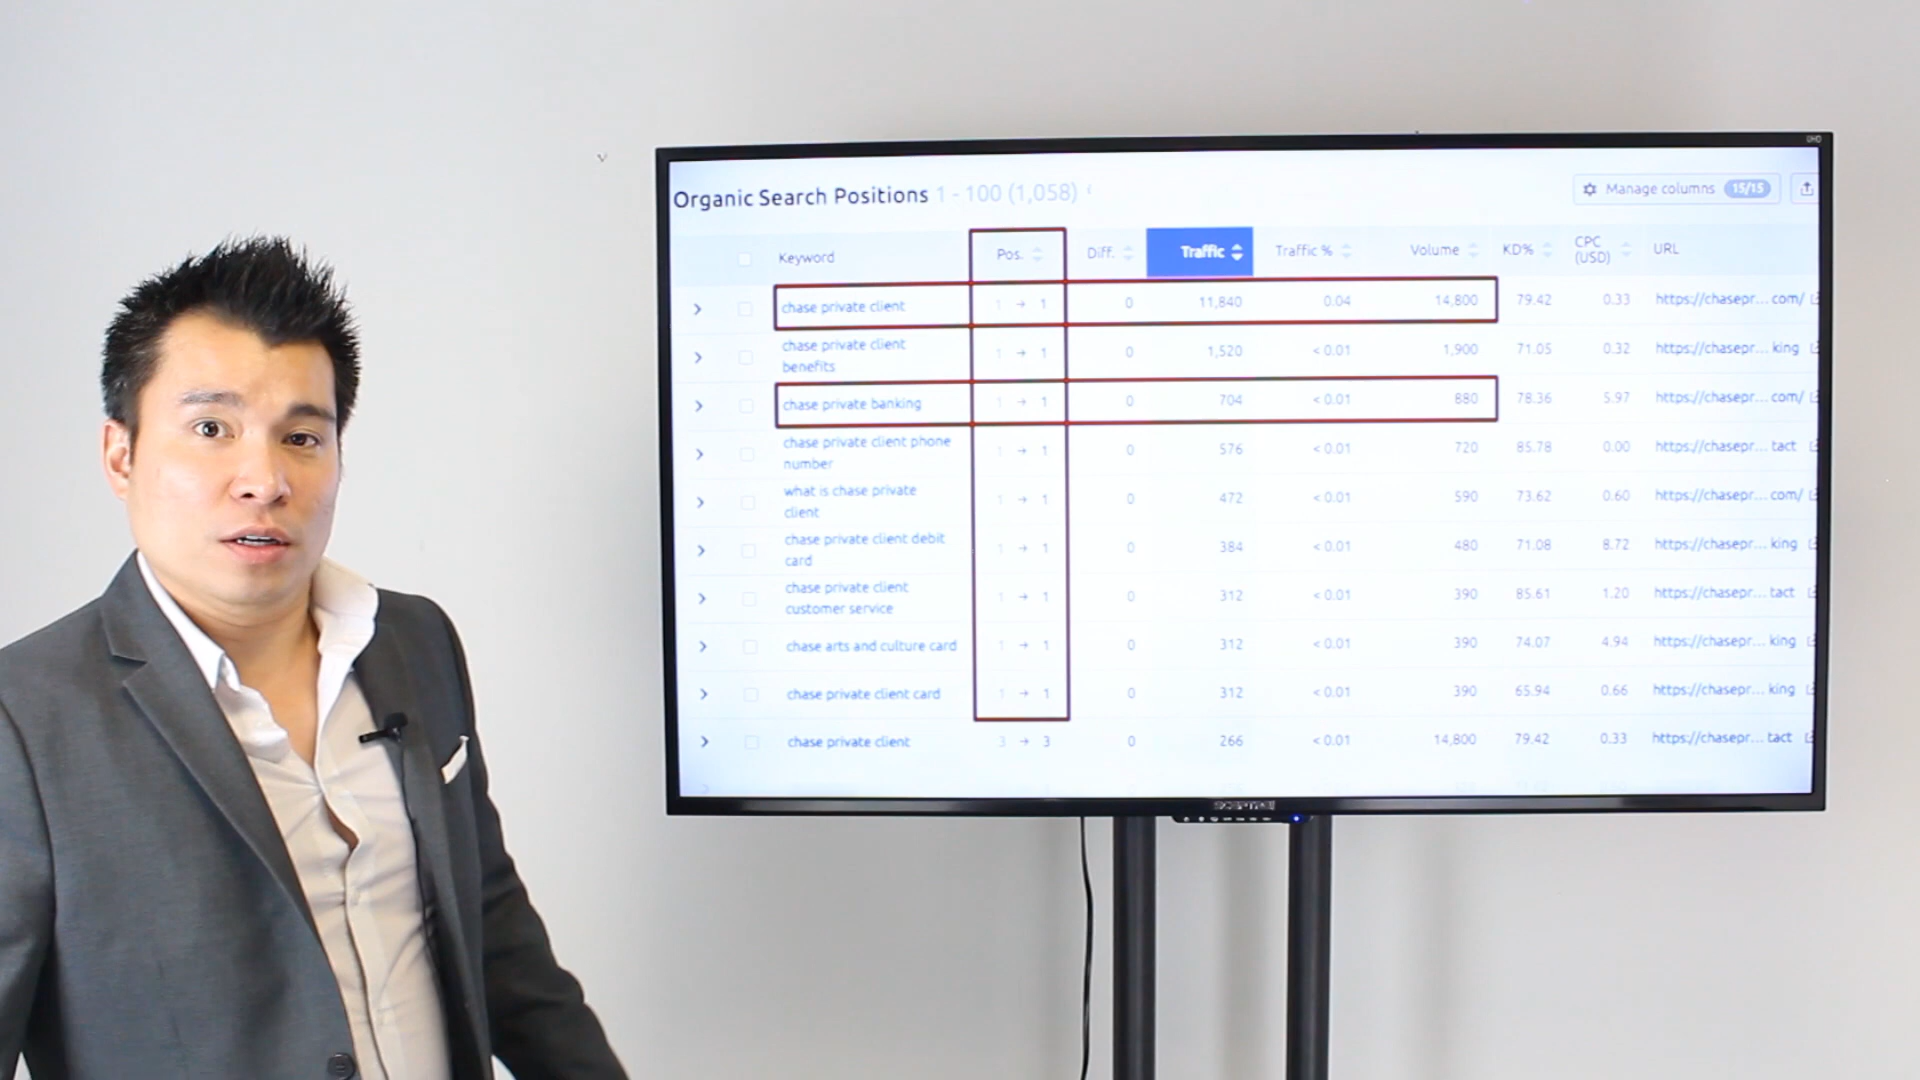 UHD
Organic Search Positions 1 - 100 (1,058)
Manage columns 15/15
Keyword Pos. Diff. Traffic Traffic % Volume KD% CPC (USD) URL
chase private client 1 → 1 0 11,840 0.04 14,800 79.42 0.33 https://chasepr... com/
chase private client benefits 1 → 1 0 1,520 < 0.01 1,900 71.05 0.32 https://chasepr... king
chase private banking 1 → 1 0 704 < 0.01 880 78.36 5.97 https://chasepr... com/
chase private client phone number 1 → 1 0 576 < 0.01 720 85.78 0.00 https://chasepr... tact
what is chase private client 1 → 1 0 472 < 0.01 590 73.62 0.60 https://chasepr... com/
chase private client debit card 1 → 1 0 384 < 0.01 480 71.08 8.72 https://chasepr... king
chase private client customer service 1 → 1 0 312 < 0.01 390 85.61 1.20 https://chasepr... tact
chase arts and culture card 1 → 1 0 312 < 0.01 390 74.07 4.94 https://chasepr... king
chase private client card 1 → 1 0 312 < 0.01 390 65.94 0.66 https://chasepr... king
chase private client 3 → 3 0 266 < 0.01 14,800 79.42 0.33 https://chasepr... tact
SCEPTRE